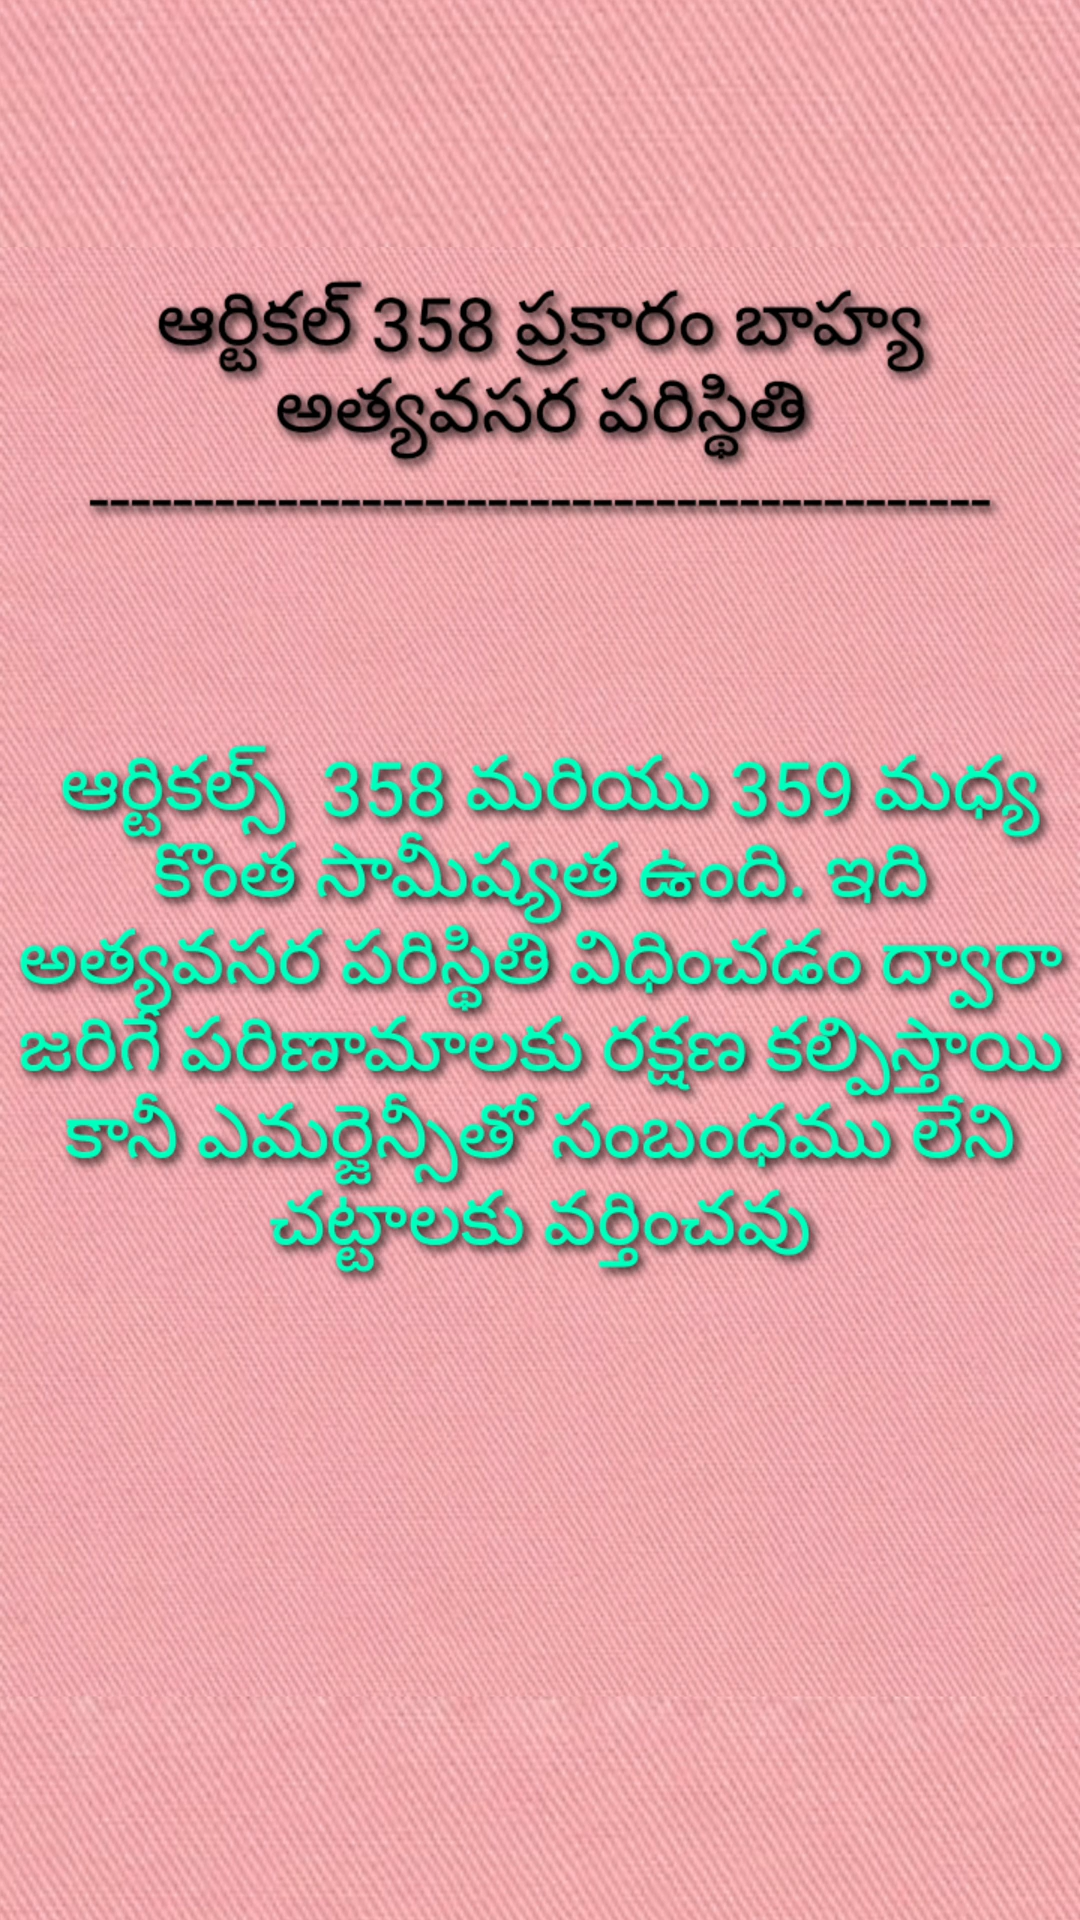 ఆర్టికల్ 358 ప్రకారం బాహ్య
అత్యవసర పరిస్థితి
-------------------------------------------
ఆర్టికల్స్  358 మరియు 359 మధ్య
కొంత సామీప్యత ఉంది. ఇది
అత్యవసర పరిస్థితి విధించడం ద్వారా
జరిగే పరిణామాలకు రక్షణ కల్పిస్తాయి
కానీ ఎమర్జెన్సీతో సంబంధము లేని
చట్టాలకు వర్తించవు